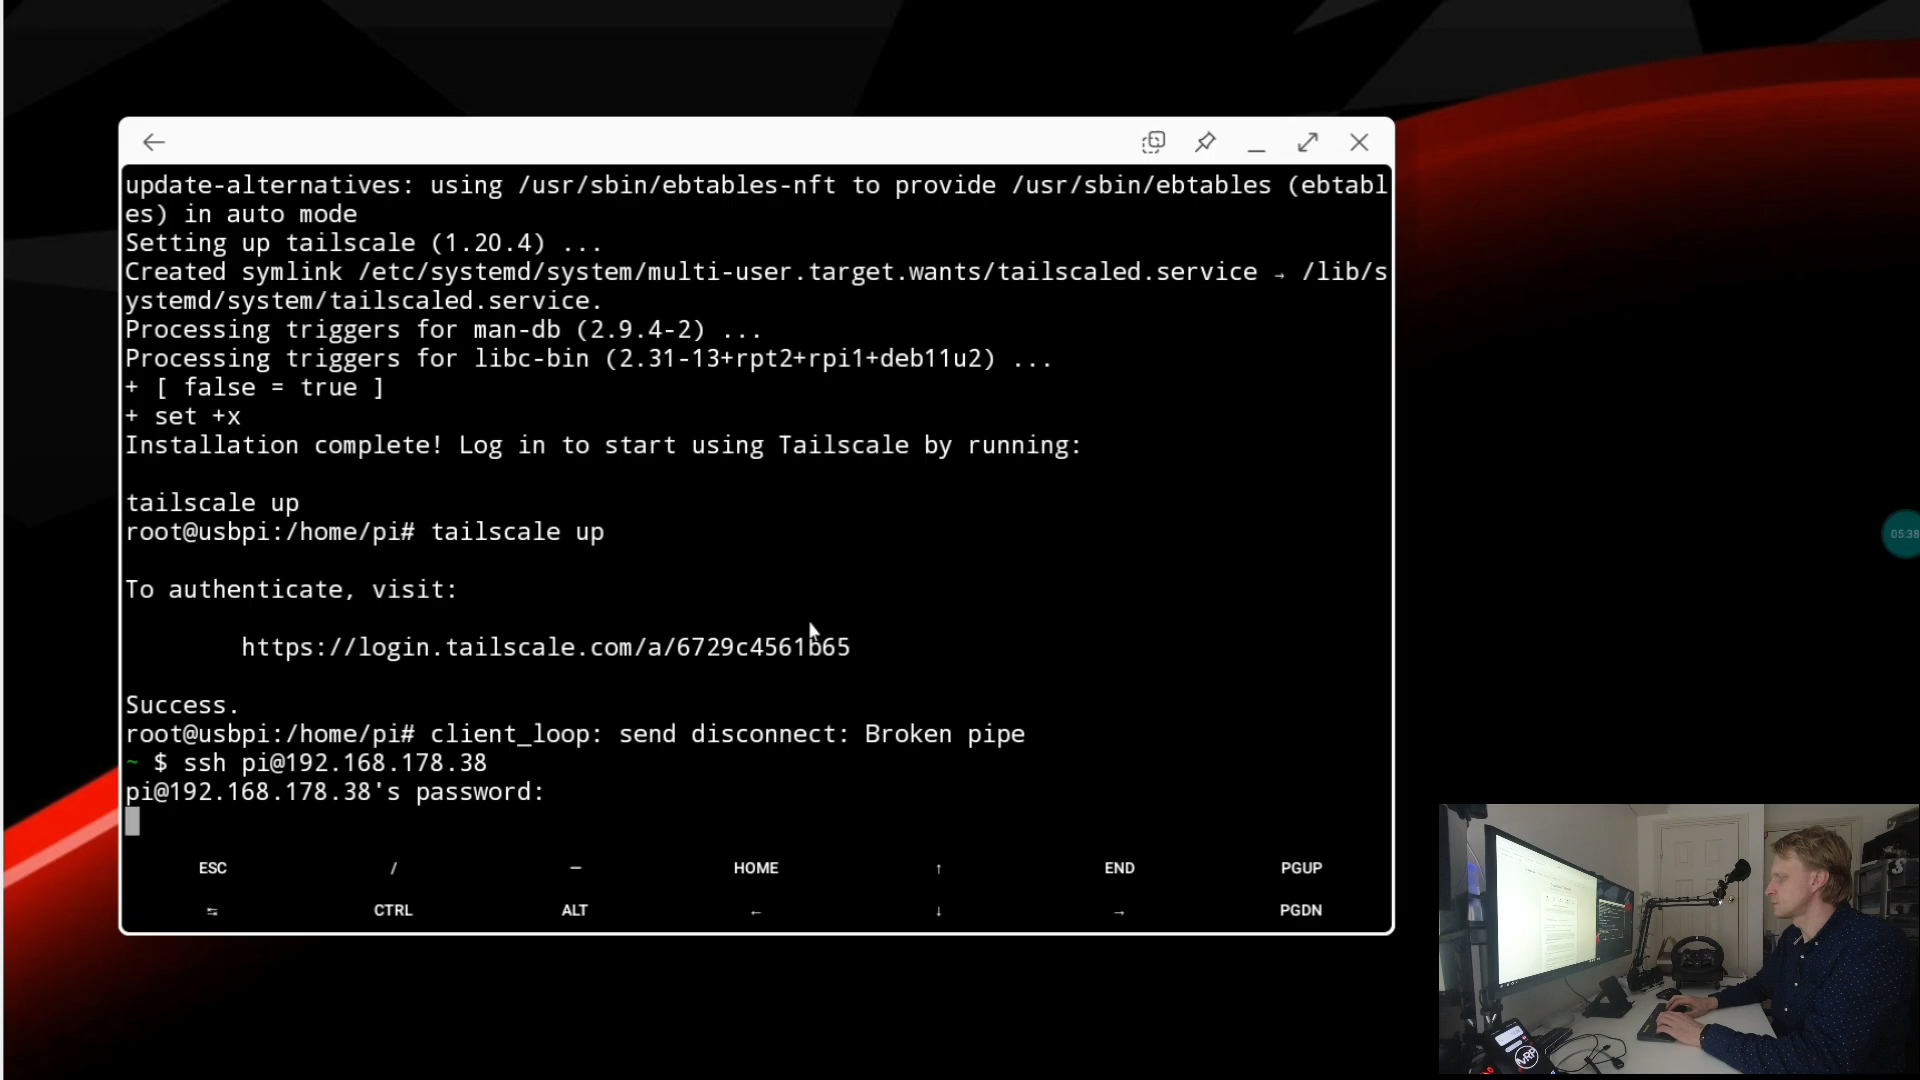 update-alternatives: using /usr/sbin/ebtables-nft to provide /usr/sbin/ebtables (ebtabl
es) in auto mode
Setting up tailscale (1.20.4) ...
Created symlink /etc/systemd/system/multi-user.target.wants/tailscaled.service → /lib/s
ystemd/system/tailscaled.service.
Processing triggers for man-db (2.9.4-2) ...
Processing triggers for libc-bin (2.31-13+rpt2+rpi1+deb11u2) ...
+ [ false = true ]
+ set +x
Installation complete! Log in to start using Tailscale by running:
tailscale up
root@usbpi:/home/pi# tailscale up
To authenticate, visit:
https://login.tailscale.com/a/6729c4561b65
Success.
root@usbpi:/home/pi# client_loop: send disconnect: Broken pipe
~ $ ssh pi@192.168.178.38
pi@192.168.178.38's password:
ESC / — HOME ↑ END PGUP
⇆ CTRL ALT ← ↓ → PGDN
05:38